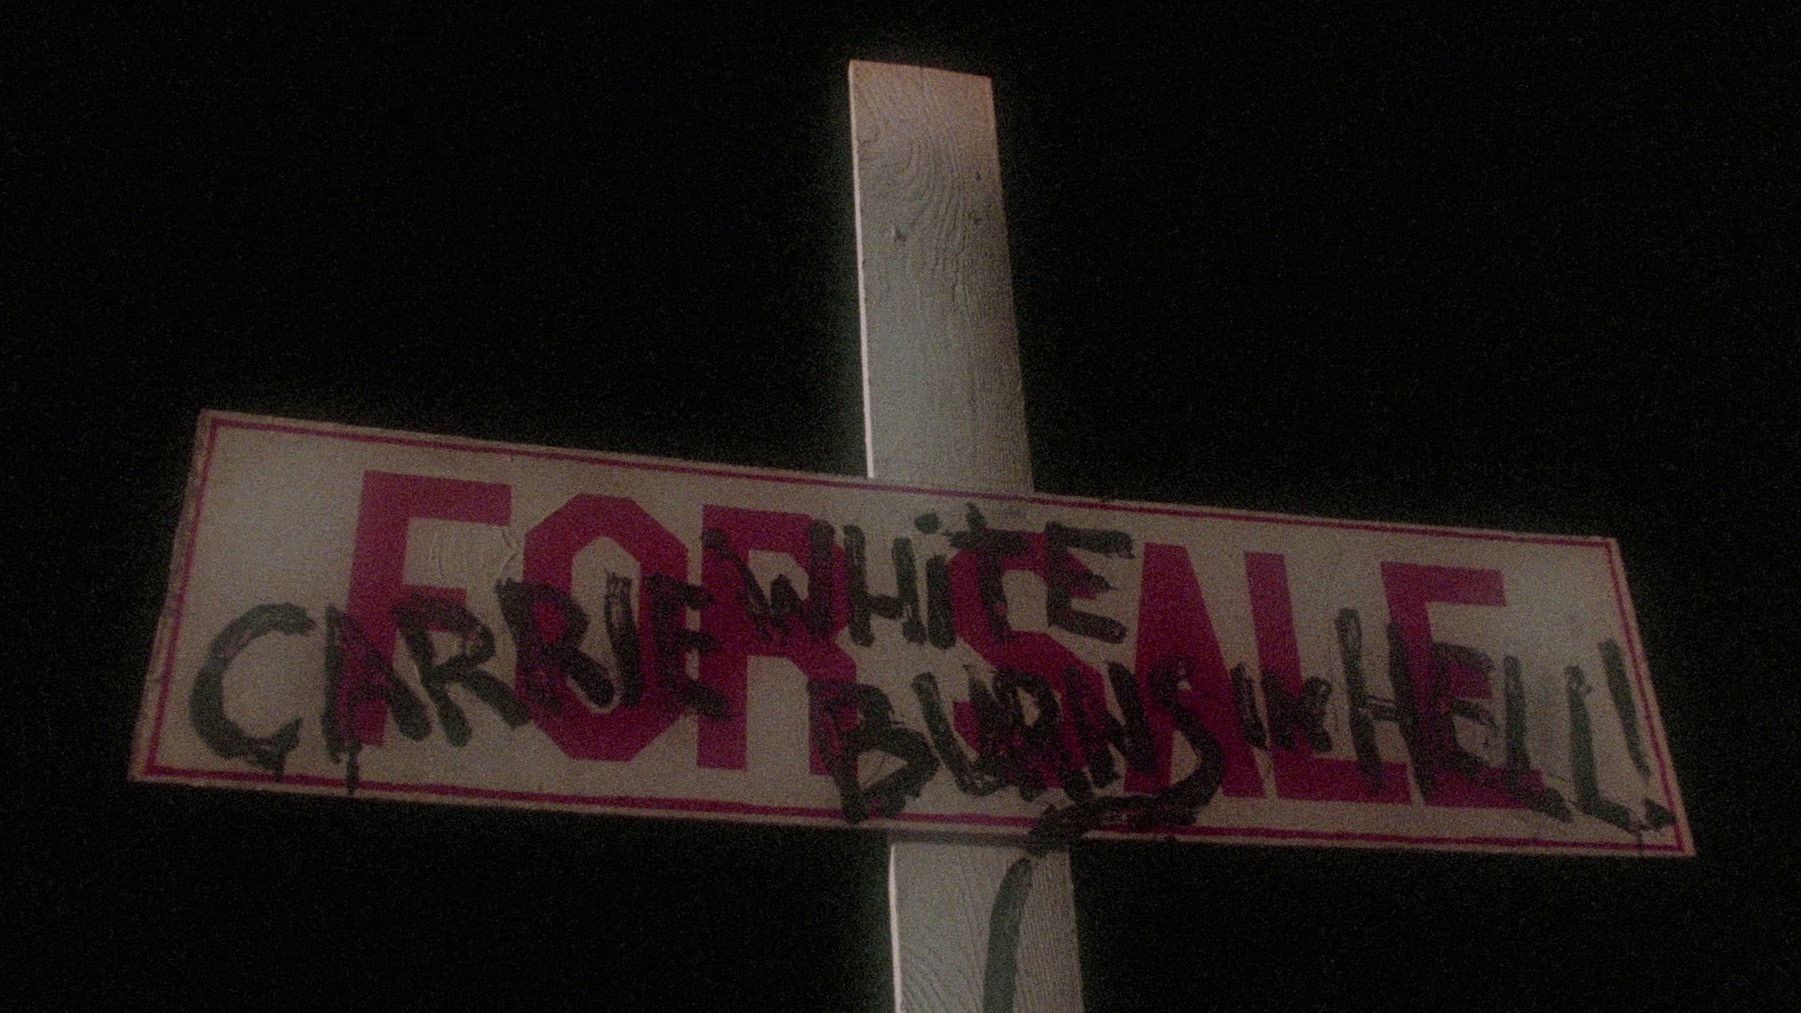 FOR SALE
CARRIE WHiTE
BURNS IN HELL!